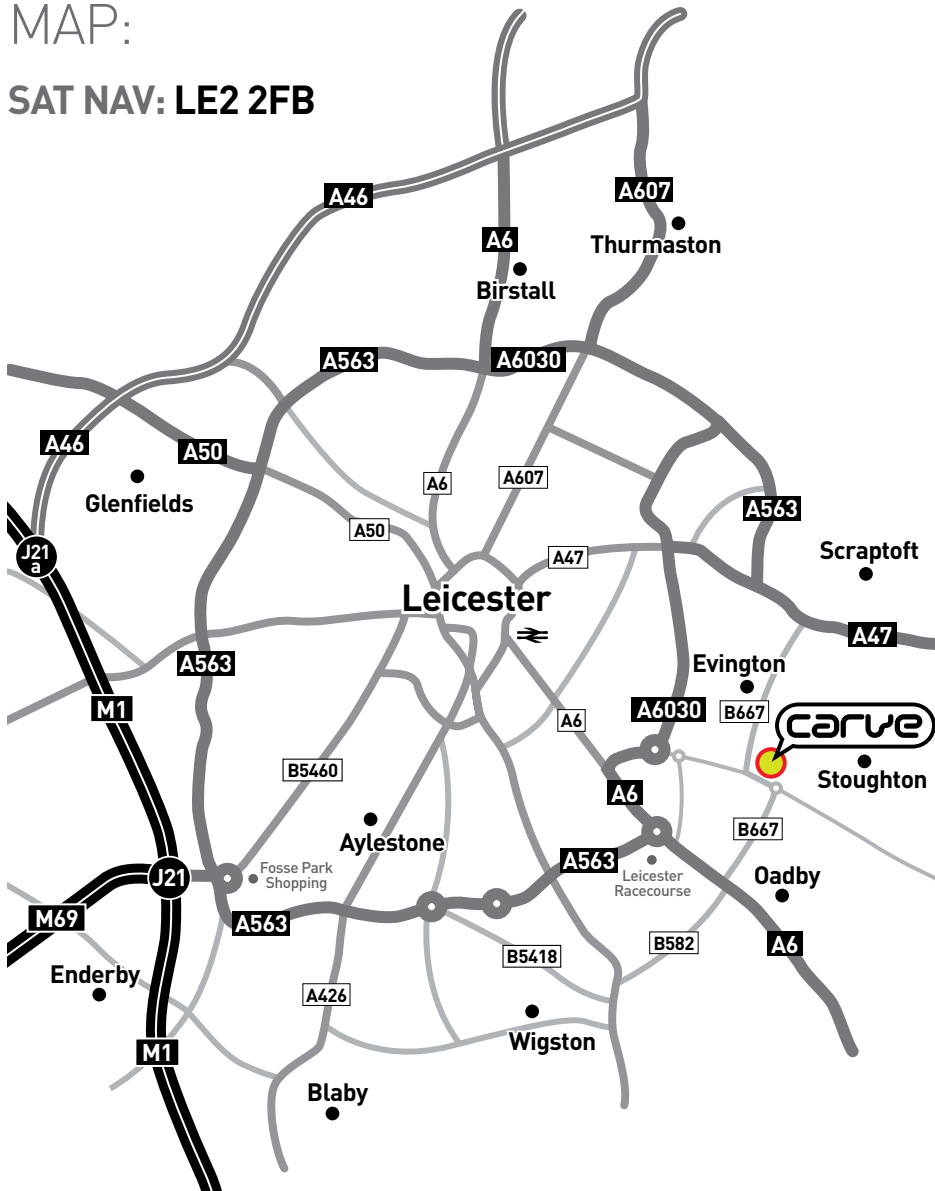 MAP:
SAT NAV: LE2 2FB
A46
A607
Thurmaston
A6
Birstall
A563
A6030
A46
A50
Glenfields
A6
A607
A50
A563
J21
a
A47
Scraptoft
Leicester
A47
A563
Evington
M1
A6030
B667
carve
A6
Stoughton
B5460
A6
Aylestone
B667
J21
Fosse Park
Shopping
A563
Leicester
Racecourse
Oadby
M69
A563
B582
A6
Enderby
B5418
A426
Wigston
M1
Blaby